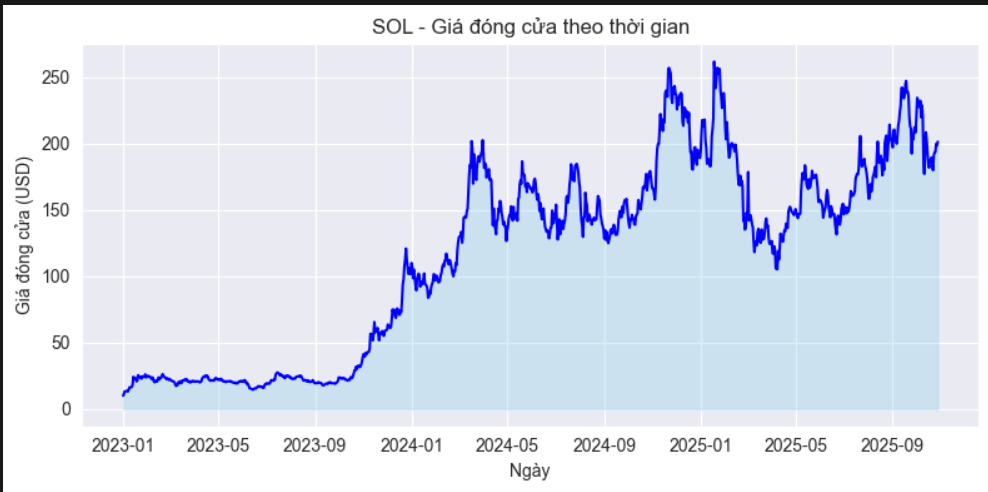 SOL - Giá đóng cửa theo thời gian
Giá đóng cửa (USD)
250
200
150
100
50
0
2023-01 2023-05 2023-09 2024-01 2024-05 2024-09 2025-01 2025-05 2025-09
Ngày